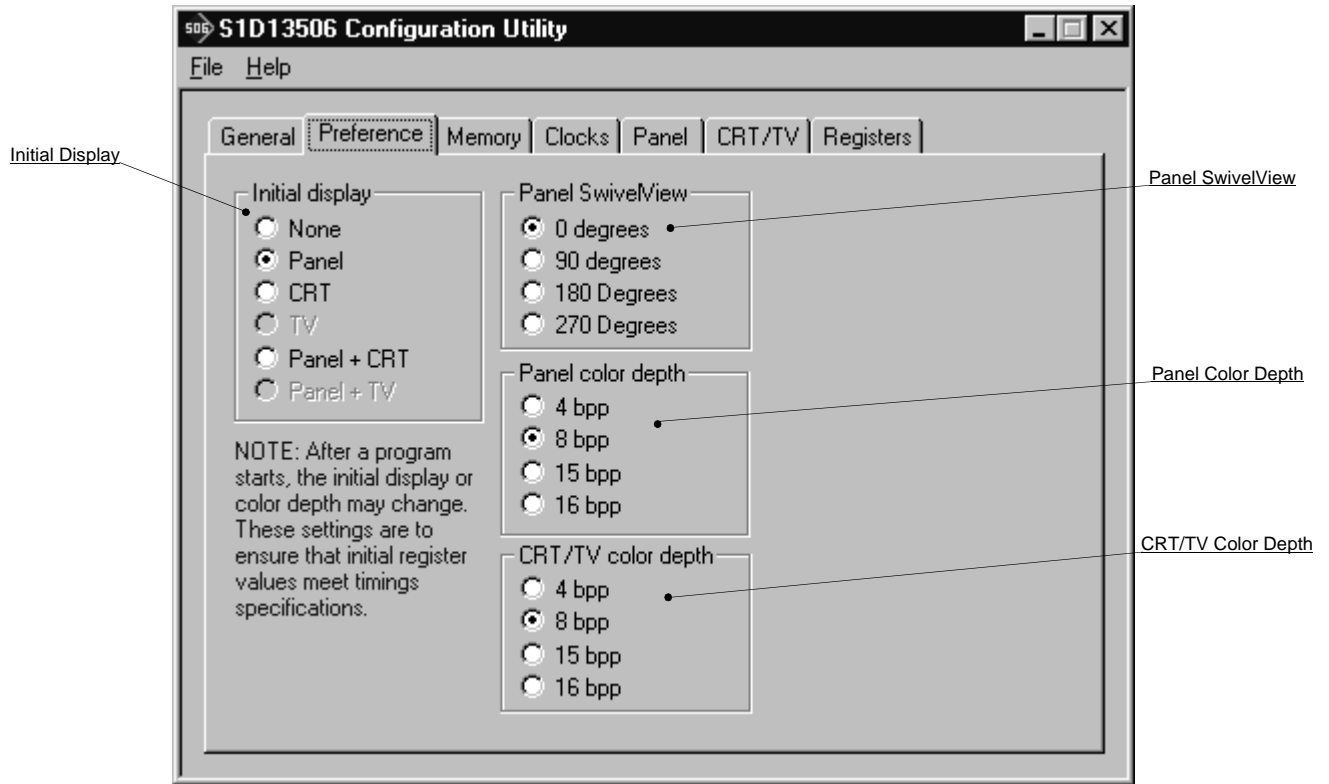 506 S1D13506 Configuration Utility
File Help
General Preference Memory Clocks Panel CRT/TV Registers
Initial Display
Initial display
None
Panel
CRT
TV
Panel + CRT
Panel + TV
NOTE: After a program
starts, the initial display or
color depth may change.
These settings are to
ensure that initial register
values meet timings
specifications.
Panel SwivelView
0 degrees
90 degrees
180 Degrees
270 Degrees
Panel SwivelView
Panel color depth
4 bpp
8 bpp
15 bpp
16 bpp
Panel Color Depth
CRT/TV color depth
4 bpp
8 bpp
15 bpp
16 bpp
CRT/TV Color Depth